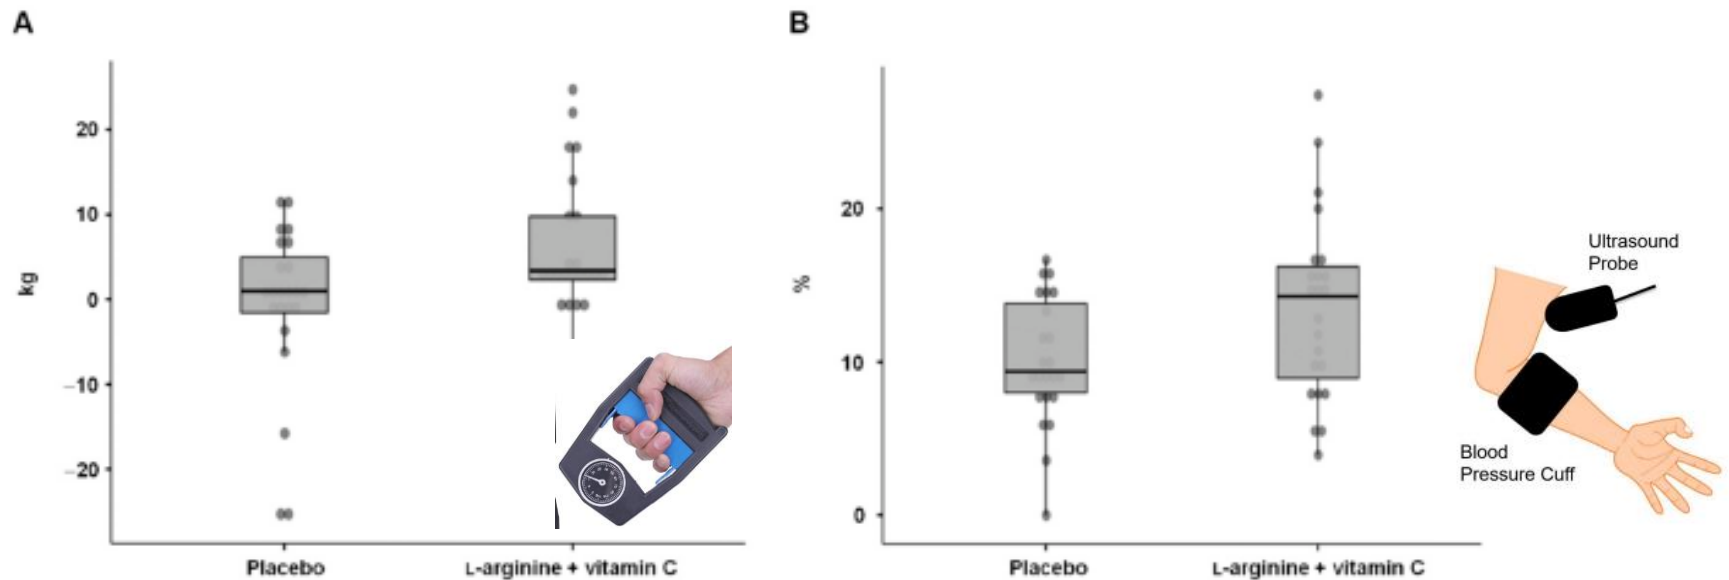 A
kg
20
10
0
−10
−20
Placebo
L-arginine + vitamin C
B
%
20
10
0
Placebo
L-arginine + vitamin C
Ultrasound
Probe
Blood
Pressure Cuff